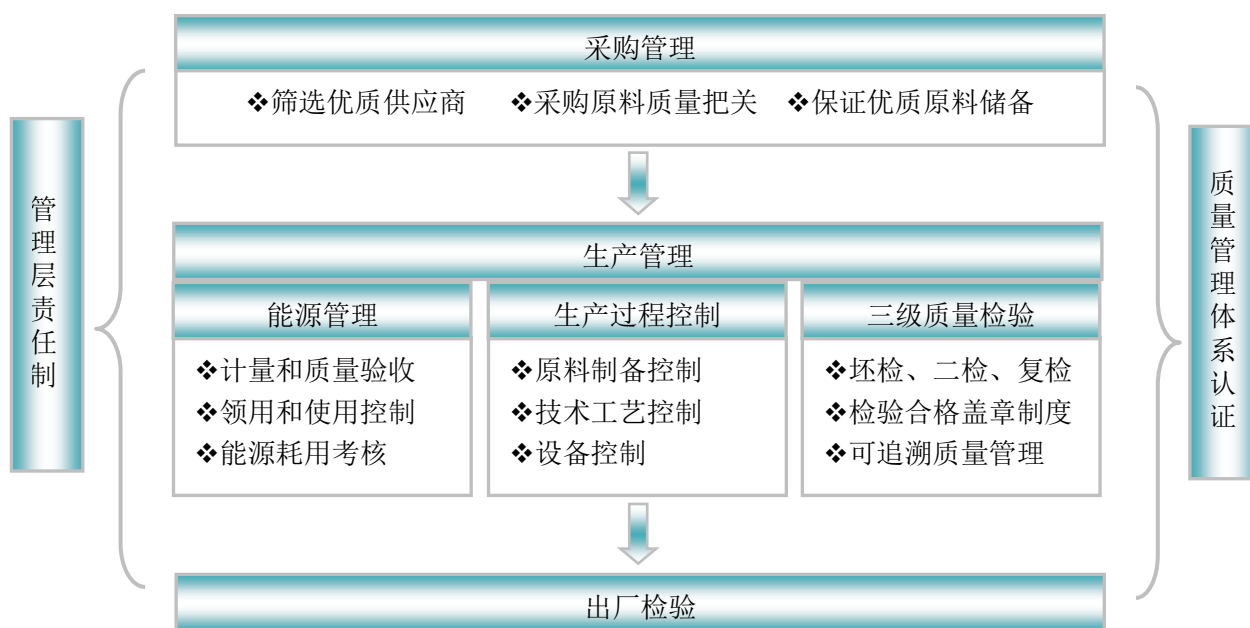 采购管理
❖筛选优质供应商 ❖采购原料质量把关 ❖保证优质原料储备
管理层责任制
质量管理体系认证
生产管理
能源管理 生产过程控制 三级质量检验
❖计量和质量验收 ❖原料制备控制 ❖坯检、二检、复检
❖领用和使用控制 ❖技术工艺控制 ❖检验合格盖章制度
❖能源耗用考核 ❖设备控制 ❖可追溯质量管理
出厂检验